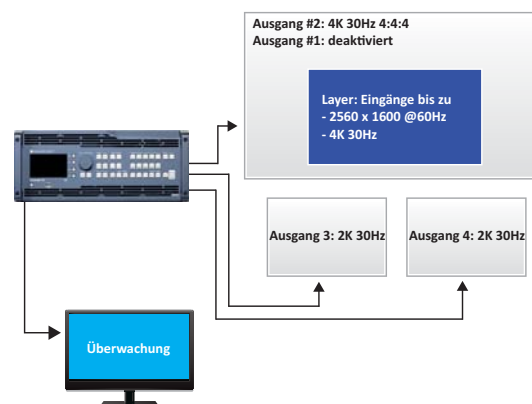 Ausgang #2: 4K 30Hz 4:4:4
Ausgang #1: deaktiviert
Layer: Eingänge bis zu
- 2560 x 1600 @60Hz
- 4K 30Hz
Ausgang 3: 2K 30Hz
Ausgang 4: 2K 30Hz
Überwachung